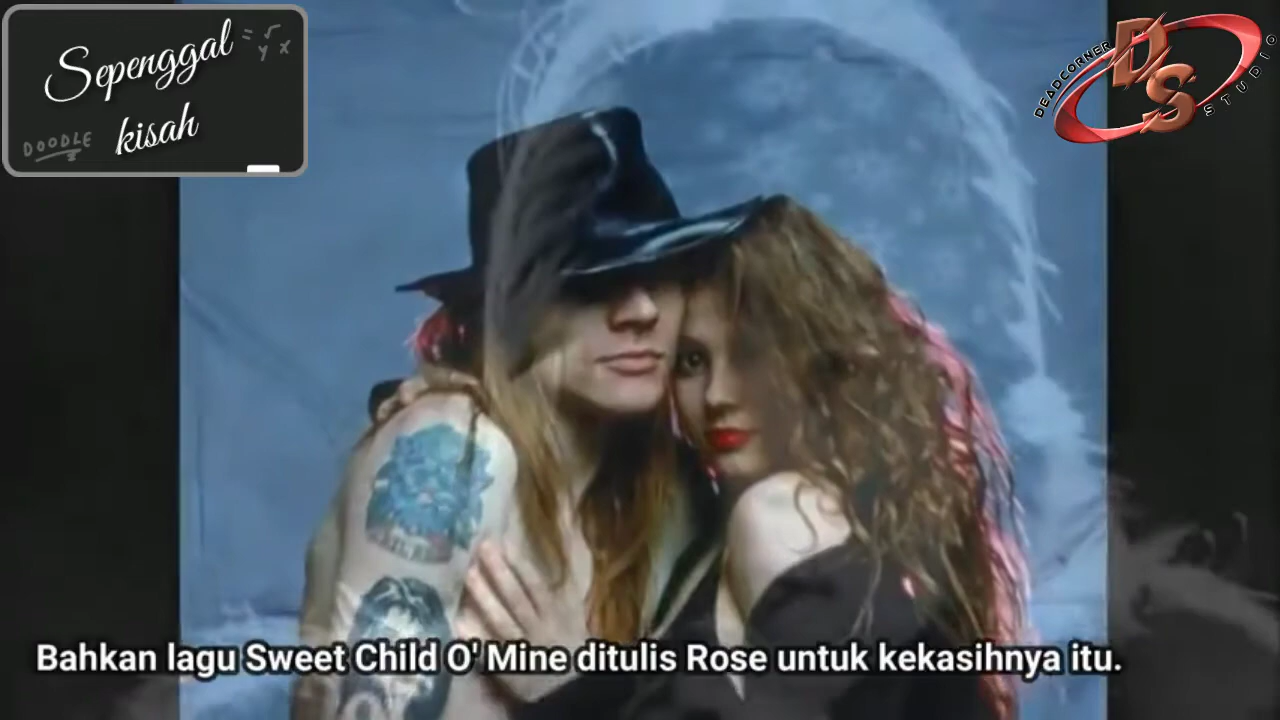 Sepenggal
kisah
= √
y x
DOODLE
DEADCORNER
DS
STUDIO
Bahkan lagu Sweet Child O' Mine ditulis Rose untuk kekasihnya itu.